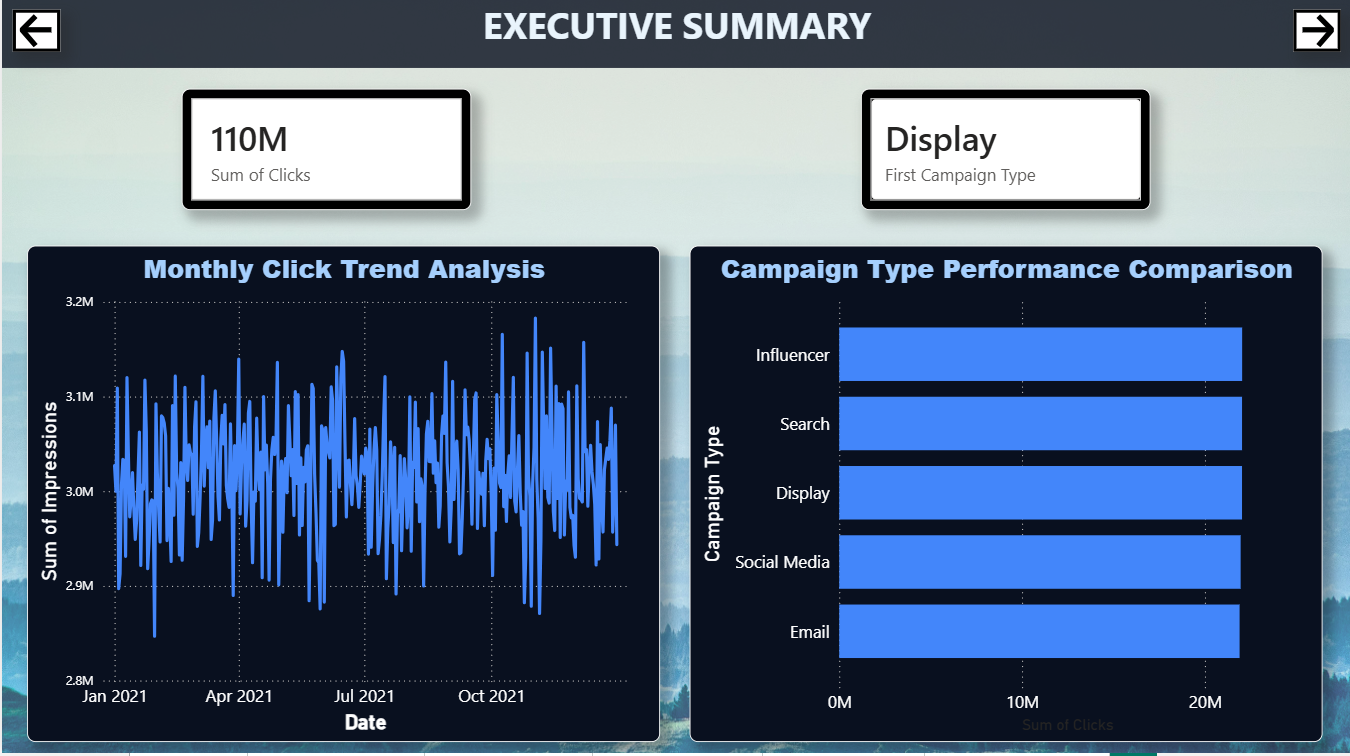 EXECUTIVE SUMMARY
110M
Sum of Clicks
Display
First Campaign Type
Monthly Click Trend Analysis
3.2M
3.1M
3.0M
2.9M
2.8M
Sum of Impressions
Jan 2021
Apr 2021
Jul 2021
Oct 2021
Date
Campaign Type Performance Comparison
Campaign Type
Influencer
Search
Display
Social Media
Email
0M
10M
20M
Sum of Clicks